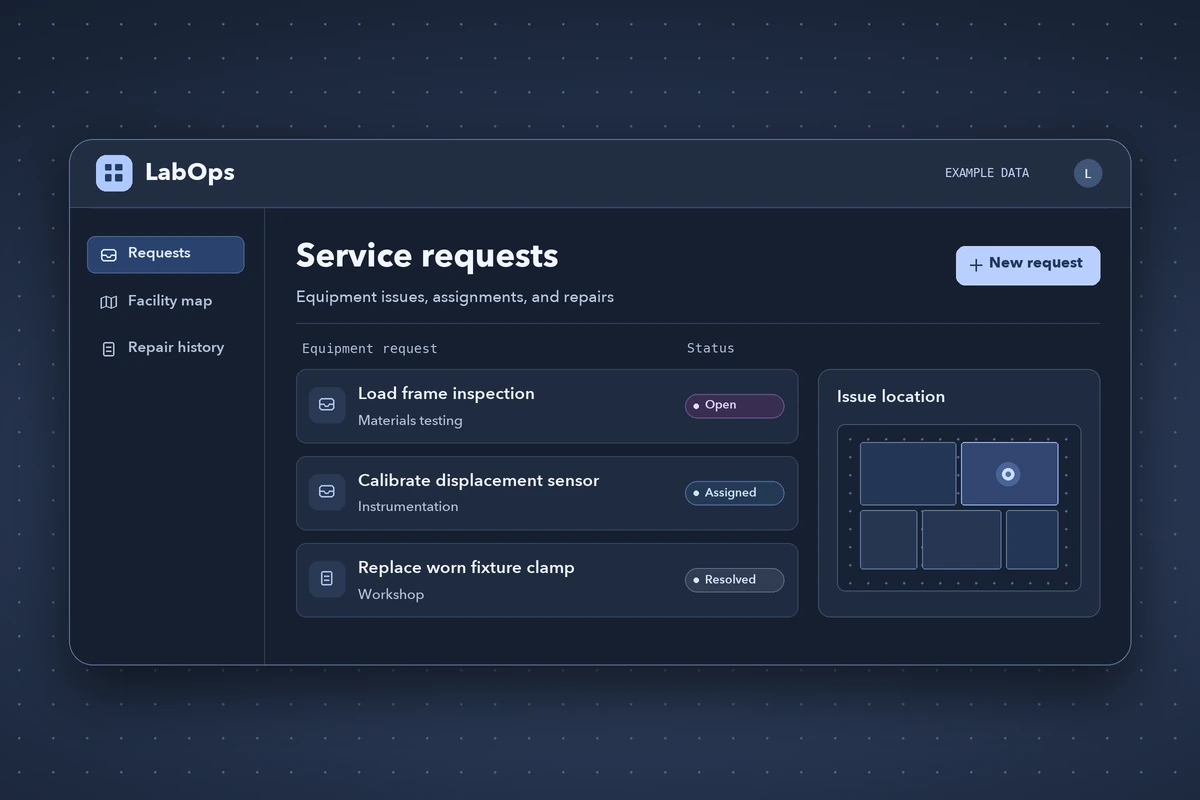 LabOps
EXAMPLE DATA
L
Requests
Facility map
Repair history
Service requests
Equipment issues, assignments, and repairs
+ New request
Equipment request
Status
Load frame inspection
Materials testing
Open
Calibrate displacement sensor
Instrumentation
Assigned
Replace worn fixture clamp
Workshop
Resolved
Issue location